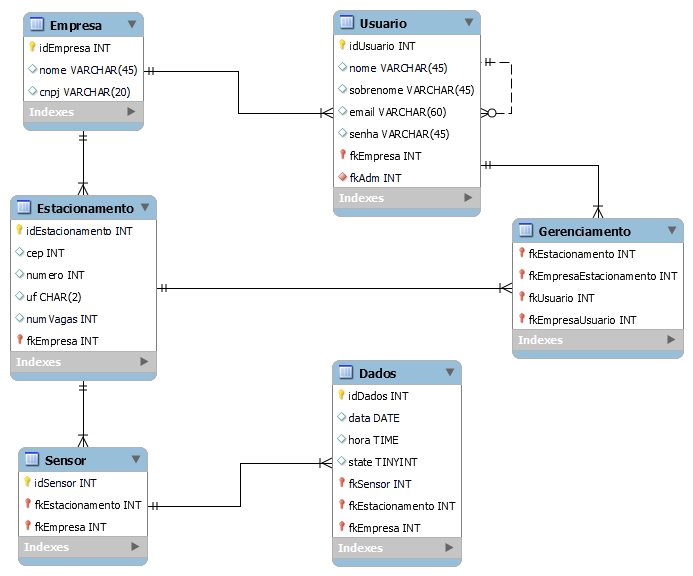 Empresa
idEmpresa INT
nome VARCHAR(45)
cnpj VARCHAR(20)
Indexes
Usuario
idUsuario INT
nome VARCHAR(45)
sobrenome VARCHAR(45)
email VARCHAR(60)
senha VARCHAR(45)
fkEmpresa INT
fkAdm INT
Indexes
Estacionamento
idEstacionamento INT
cep INT
numero INT
uf CHAR(2)
numVagas INT
fkEmpresa INT
Indexes
Gerenciamento
fkEstacionamento INT
fkEmpresaEstacionamento INT
fkUsuario INT
fkEmpresaUsuario INT
Indexes
Sensor
idSensor INT
fkEstacionamento INT
fkEmpresa INT
Indexes
Dados
idDados INT
data DATE
hora TIME
state TINYINT
fkSensor INT
fkEstacionamento INT
fkEmpresa INT
Indexes